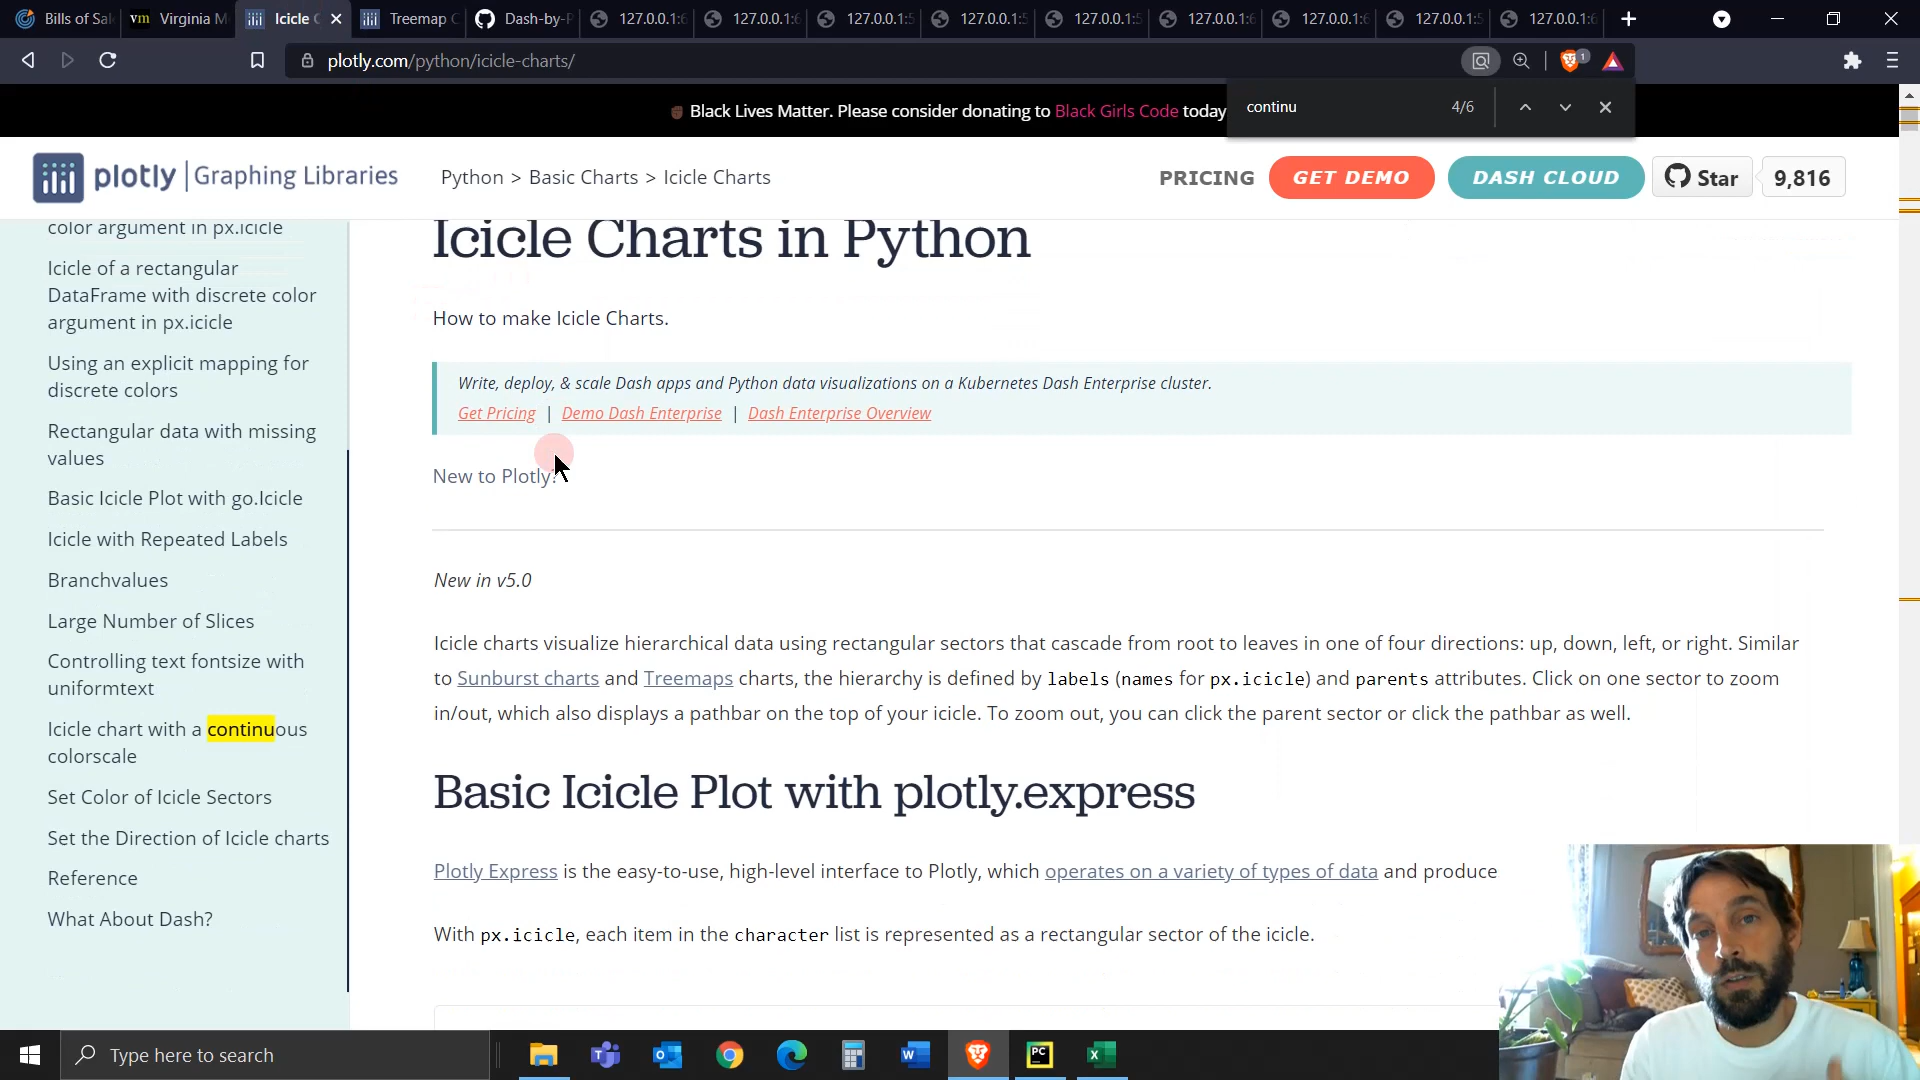 Bills of Sal
vm Virginia M
Icicle C
Treemap C
Dash-by-P
127.0.0.1:6
127.0.0.1:6
127.0.0.1:5
127.0.0.1:5
127.0.0.1:5
127.0.0.1:6
127.0.0.1:6
127.0.0.1:5
127.0.0.1:6
plotly.com/python/icicle-charts/
1
continu 4/6
Black Lives Matter. Please consider donating to Black Girls Code today
plotly | Graphing Libraries
Python > Basic Charts > Icicle Charts
PRICING
GET DEMO
DASH CLOUD
Star
9,816
color argument in px.icicle
Icicle of a rectangular
DataFrame with discrete color
argument in px.icicle
Using an explicit mapping for
discrete colors
Rectangular data with missing
values
Basic Icicle Plot with go.Icicle
Icicle with Repeated Labels
Branchvalues
Large Number of Slices
Controlling text fontsize with
uniformtext
Icicle chart with a continuous
colorscale
Set Color of Icicle Sectors
Set the Direction of Icicle charts
Reference
What About Dash?
Icicle Charts in Python
How to make Icicle Charts.
Write, deploy, & scale Dash apps and Python data visualizations on a Kubernetes Dash Enterprise cluster.
Get Pricing | Demo Dash Enterprise | Dash Enterprise Overview
New to Plotly?
New in v5.0
Icicle charts visualize hierarchical data using rectangular sectors that cascade from root to leaves in one of four directions: up, down, left, or right. Similar
to Sunburst charts and Treemaps charts, the hierarchy is defined by labels (names for px.icicle) and parents attributes. Click on one sector to zoom
in/out, which also displays a pathbar on the top of your icicle. To zoom out, you can click the parent sector or click the pathbar as well.
Basic Icicle Plot with plotly.express
Plotly Express is the easy-to-use, high-level interface to Plotly, which operates on a variety of types of data and produce
With px.icicle, each item in the character list is represented as a rectangular sector of the icicle.
Type here to search
PC